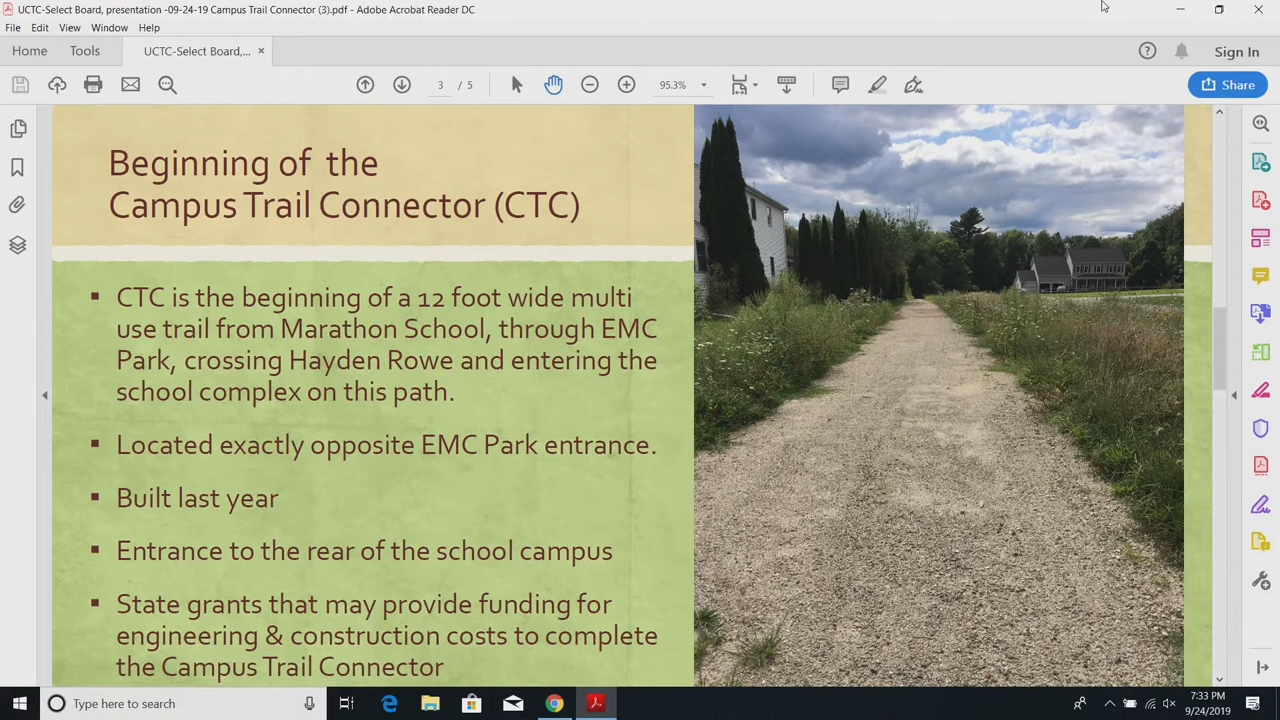 UCTC-Select Board, presentation -09-24-19 Campus Trail Connector (3).pdf - Adobe Acrobat Reader DC
File Edit View Window Help
Home Tools UCTC-Select Board,... × Sign In
3 / 5 95.3% Share
Beginning of the
Campus Trail Connector (CTC)
▪ CTC is the beginning of a 12 foot wide multi
use trail from Marathon School, through EMC
Park, crossing Hayden Rowe and entering the
school complex on this path.
▪ Located exactly opposite EMC Park entrance.
▪ Built last year
▪ Entrance to the rear of the school campus
▪ State grants that may provide funding for
engineering & construction costs to complete
the Campus Trail Connector
Type here to search
7:33 PM
9/24/2019